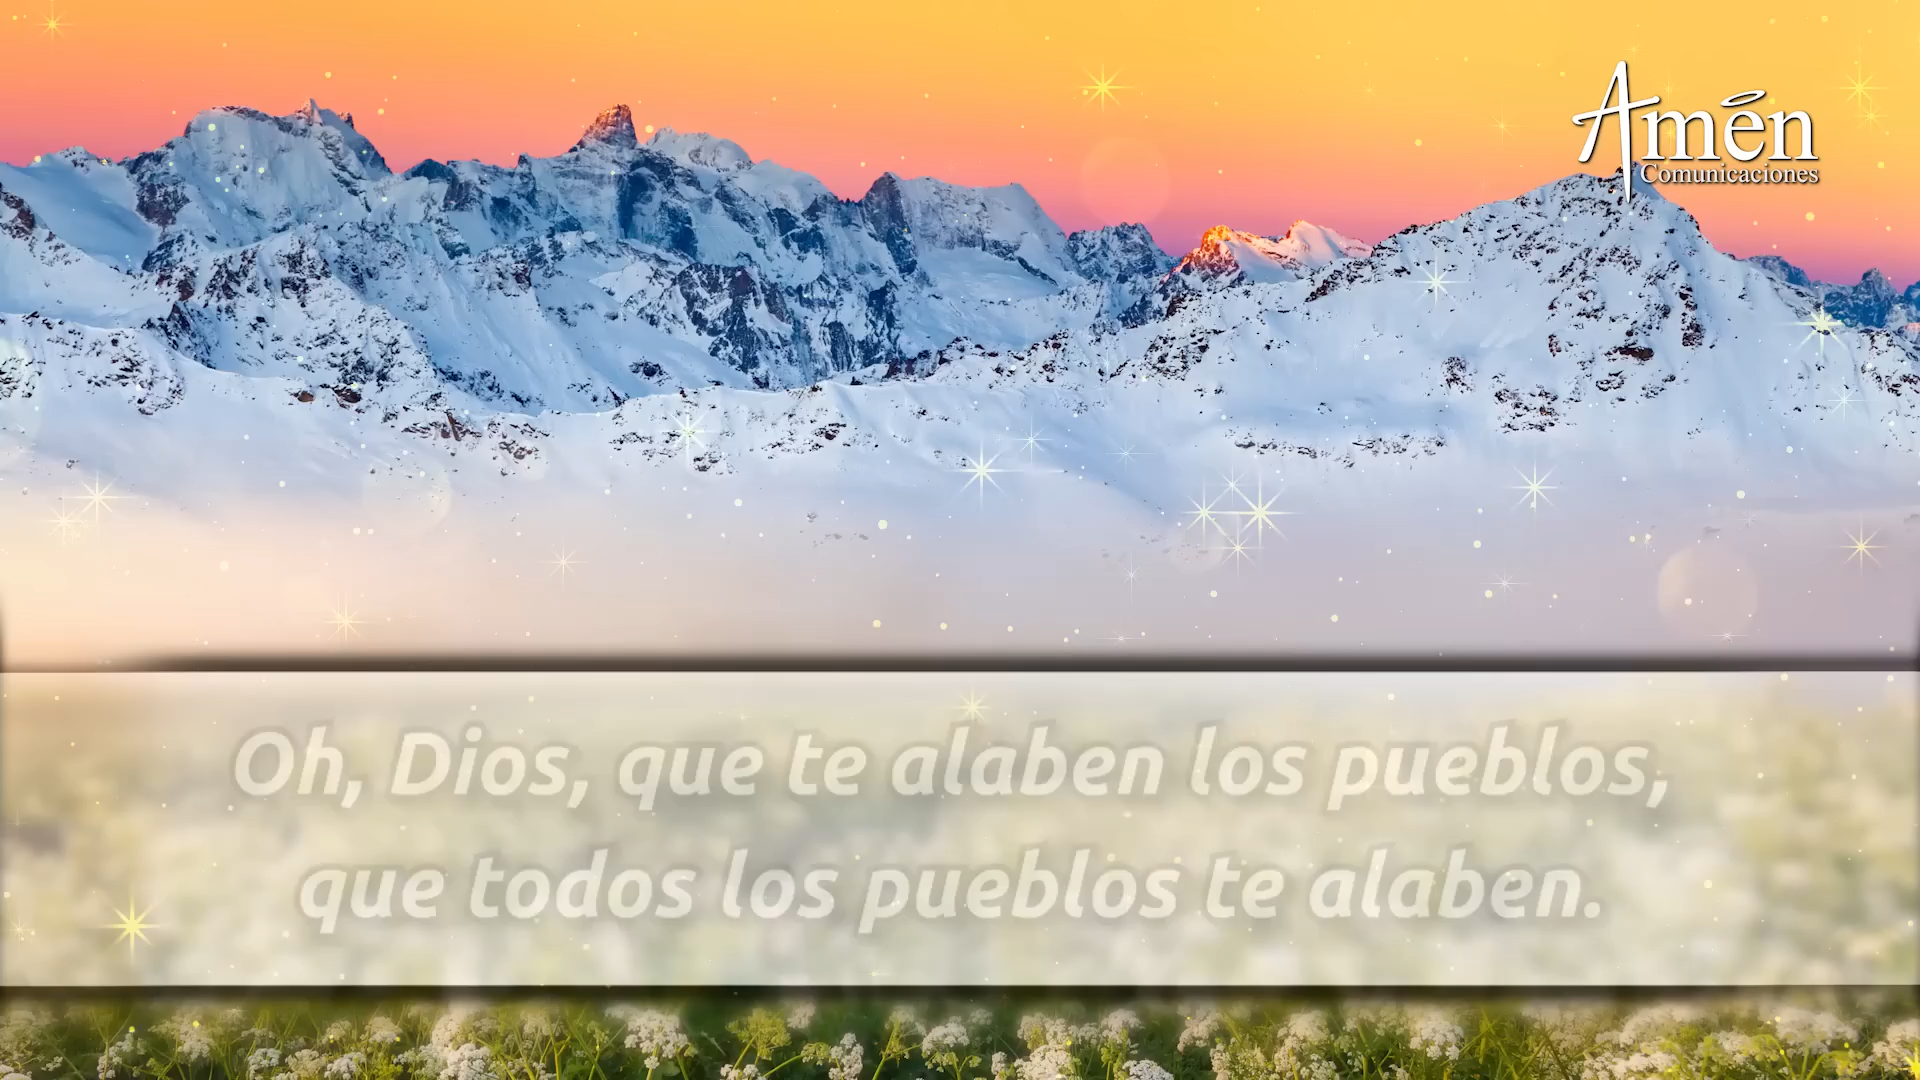 Amén
Comunicaciones
Oh, Dios, que te alaben los pueblos,
que todos los pueblos te alaben.